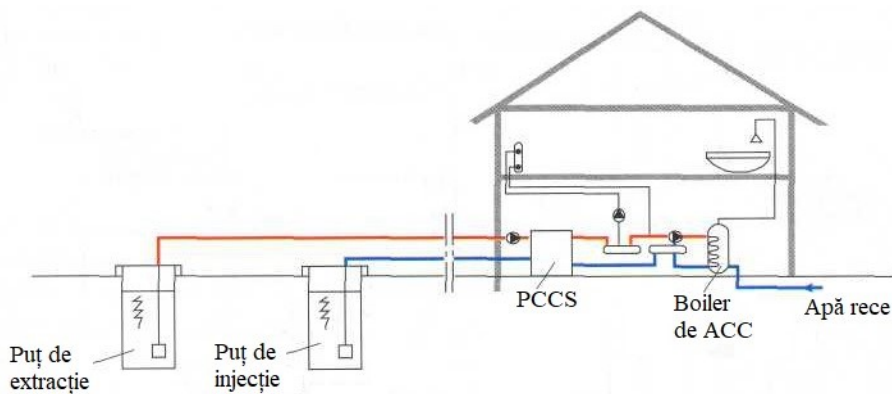 PCCS
Boiler
de ACC
Apă rece
Puț de
extracție
Puț de
injecție